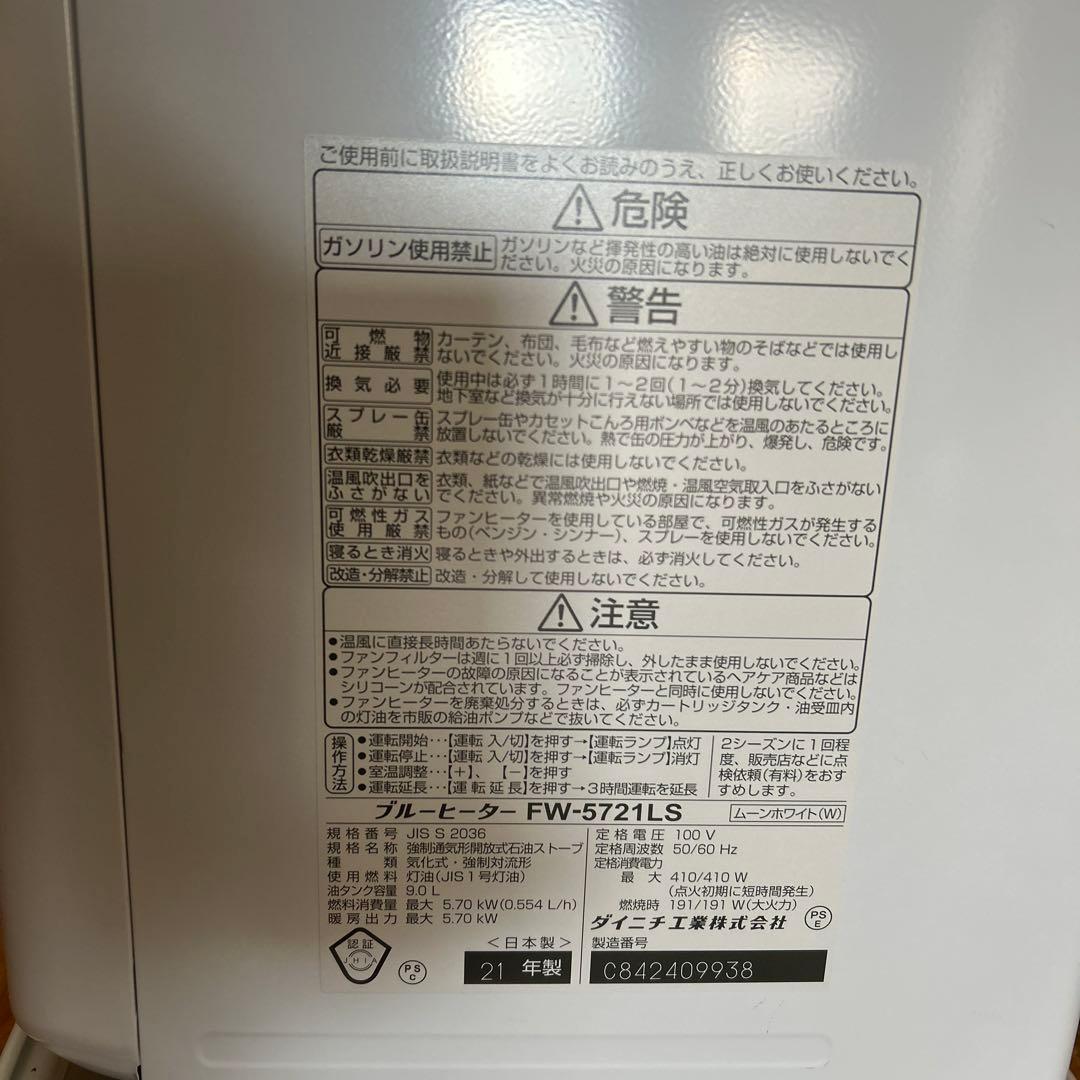 ご使用前に取扱説明書をよくお読みのうえ、正しくお使いください。
危険
ガソリン使用禁止 ガソリンなど揮発性の高い油は絶対に使用しないでく
ださい。火災の原因になります。
警告
可燃物
近接厳禁
カーテン、布団、毛布など燃えやすい物のそばなどでは使用し
ないでください。火災の原因になります。
換気必要
使用中は必ず1時間に1～2回(1～2分)換気してください。
地下室など換気が十分に行えない場所では使用しないでください。
スプレー缶
厳禁
スプレー缶やカセットこんろ用ボンベなどを温風のあたるところに
放置しないでください。熱で缶の圧力が上がり、爆発し、危険です。
衣類乾燥厳禁 衣類などの乾燥には使用しないでください。
温風吹出口を
ふさがない
衣類、紙などで温風吹出口や燃焼・温風空気取入口をふさがない
でください。異常燃焼や火災の原因になります。
可燃性ガス
使用厳禁
ファンヒーターを使用している部屋で、可燃性ガスが発生する
もの(ベンジン・シンナー)、スプレーを使用しないでください。
寝るとき消火 寝るときや外出するときは、必ず消火してください。
改造・分解禁止 改造・分解して使用しないでください。
注意
●温風に直接長時間あたらないでください。
●ファンフィルターは週に1回以上必ず掃除し、外したまま使用しないでください。
●ファンヒーターの故障の原因になることが表示されているヘアケア商品などは
シリコーンが配合されています。ファンヒーターと同時に使用しないでください。
●ファンヒーターを廃棄処分するときは、必ずカートリッジタンク・油受皿内
の灯油を市販の給油ポンプなどで抜いてください。
操作方法
●運転開始…【運転 入/切】を押す→【運転ランプ】点灯
●運転停止…【運転 入/切】を押す→【運転ランプ】消灯
●室温調整…【＋】、【－】を押す
●運転延長…【運転延長】を押す→3時間運転を延長
2シーズンに1回程
度、販売店などに点
検依頼(有料)をおす
すめします。
ブルーヒーター FW-5721LS ムーンホワイト(W)
規格番号 JIS S 2036
規格名称 強制通気形開放式石油ストーブ
種類 気化式・強制対流形
使用燃料 灯油(JIS1号灯油)
油タンク容量 9.0 L
燃料消費量 最大 5.70 kW(0.554 L/h)
暖房出力 最大 5.70 kW
定格電圧 100 V
定格周波数 50/60 Hz
定格消費電力
最大 410/410 W
(点火初期に短時間発生)
燃焼時 191/191 W(大火力)
ダイニチ工業株式会社
PS
E
認証
JHIA
PS
C
＜日本製＞
21 年製
製造番号
C842409938